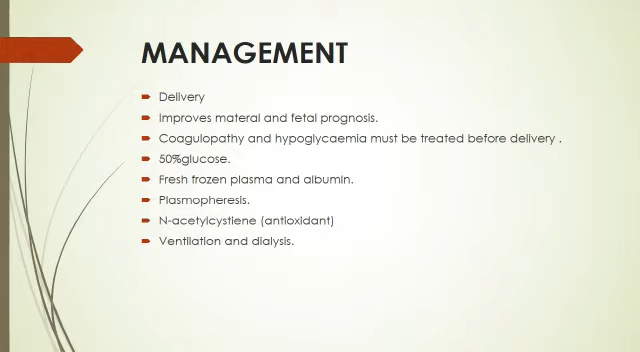 MANAGEMENT
Delivery
Improves materal and fetal prognosis.
Coagulopathy and hypoglycaemia must be treated before delivery .
50%glucose.
Fresh frozen plasma and albumin.
Plasmopheresis.
N-acetylcystiene (antioxidant)
Ventilation and dialysis.